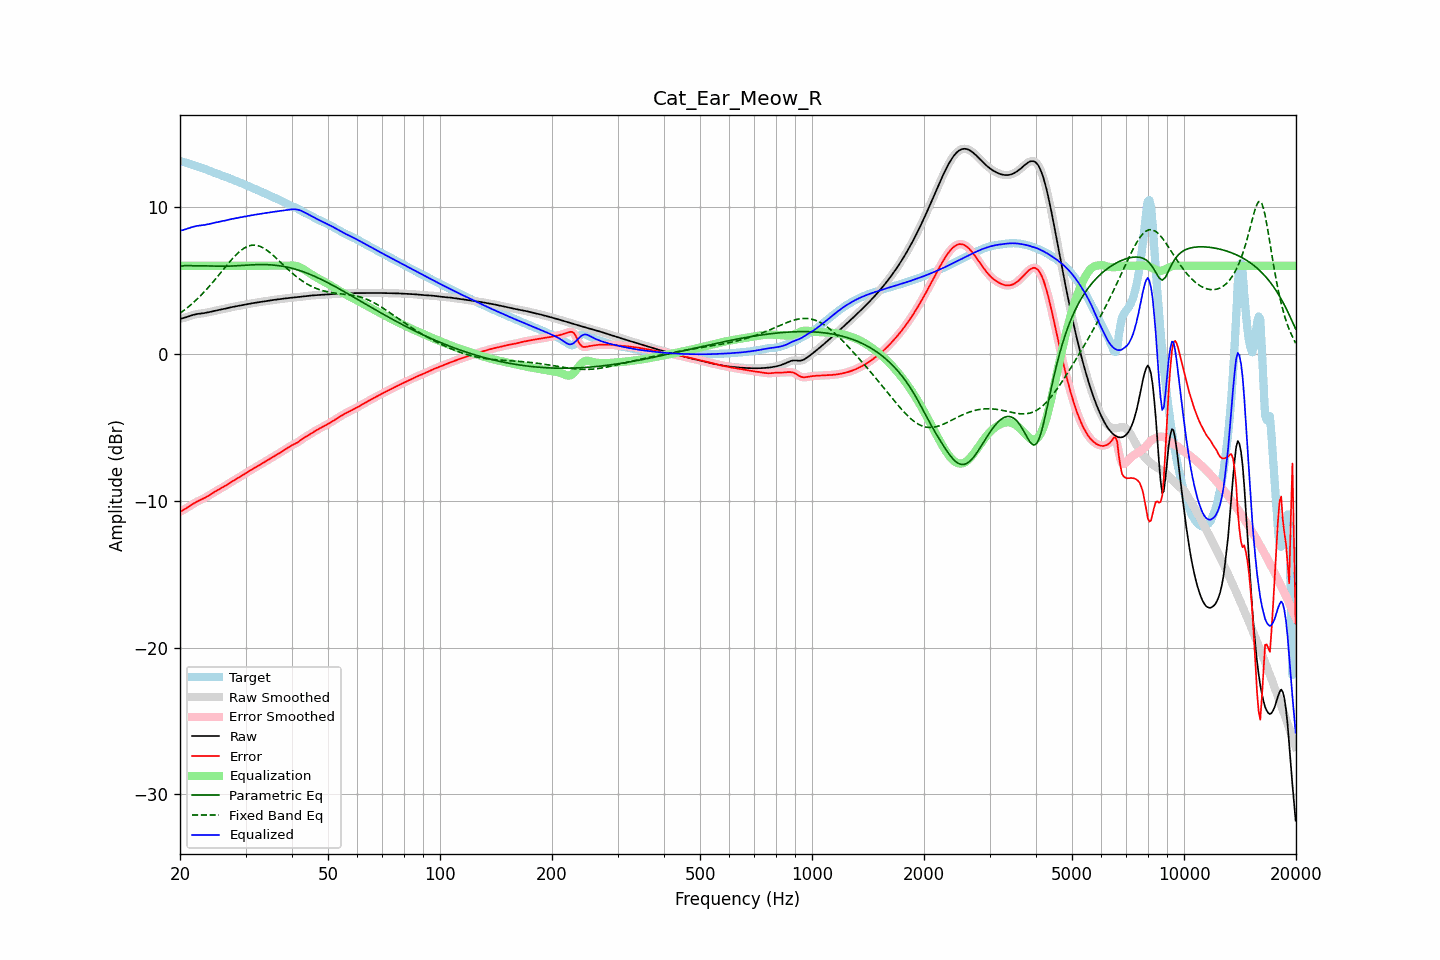 Cat_Ear_Meow_R
Amplitude (dBr)
10
0
−10
−20
−30
Target
Raw Smoothed
Error Smoothed
Raw
Error
Equalization
Parametric Eq
Fixed Band Eq
Equalized
20 50 100 200 500 1000 2000 5000 10000 20000
Frequency (Hz)